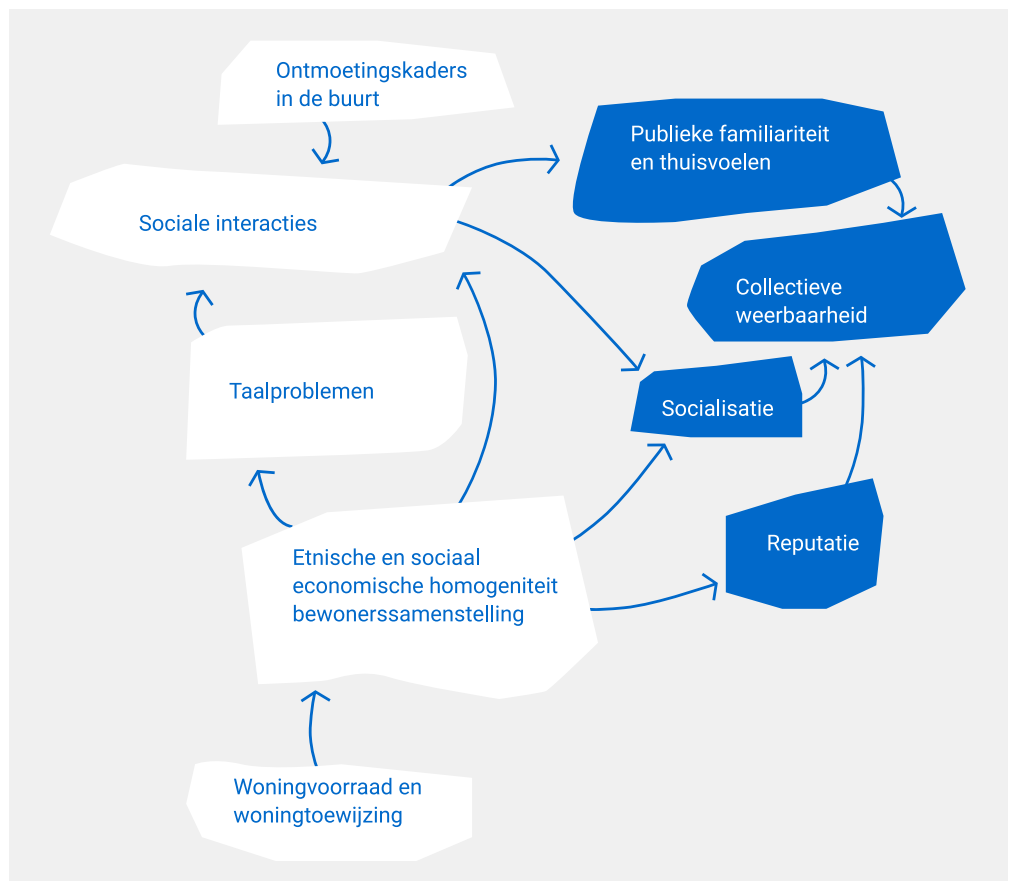 Ontmoetingskaders
in de buurt
Publieke familiariteit
en thuisvoelen
Sociale interacties
Collectieve
weerbaarheid
Taalproblemen
Socialisatie
Reputatie
Etnische en sociaal
economische homogeniteit
bewonerssamenstelling
Woningvoorraad en
woningtoewijzing